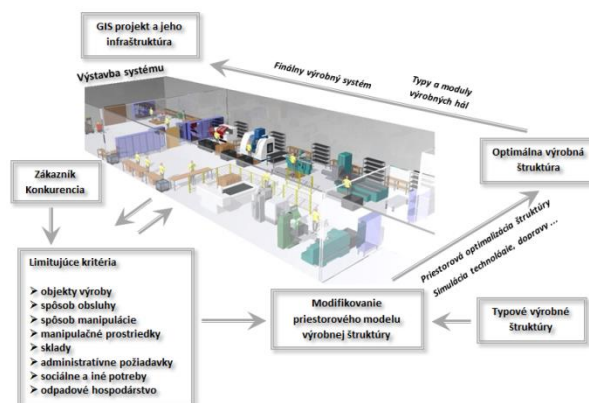 GIS projekt a jeho
infraštruktúra
Výstavba systému
Finálny výrobný systém
Typy a moduly
výrobných hál
Optimálna výrobná
štruktúra
Zákazník
Konkurencia
Priestorová optimalizácia štruktúry
Simulácia technológie, dopravy ...
Limitujúce kritéria
➢ objekty výroby
➢ spôsob obsluhy
➢ spôsob manipulácie
➢ manipulačné prostriedky
➢ sklady
➢ administratívne požiadavky
➢ sociálne a iné potreby
➢ odpadové hospodárstvo
Modifikovanie
priestorového modelu
výrobnej štruktúry
Typové výrobné
štruktúry